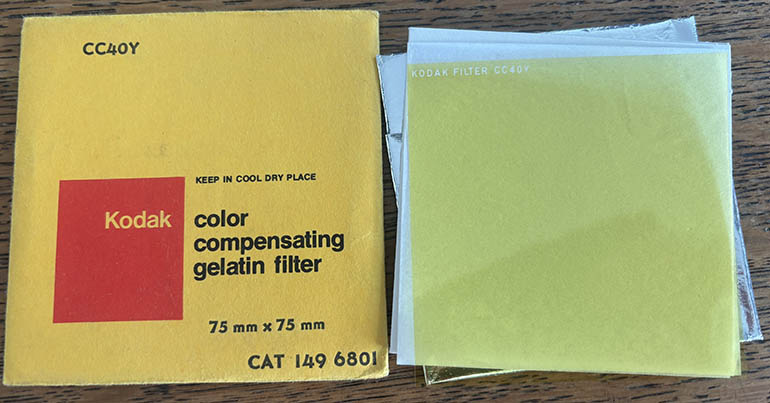 CC40Y
KEEP IN COOL DRY PLACE
Kodak
color
compensating
gelatin filter
75 mm x 75 mm
CAT 149 6801
KODAK FILTER CC40Y